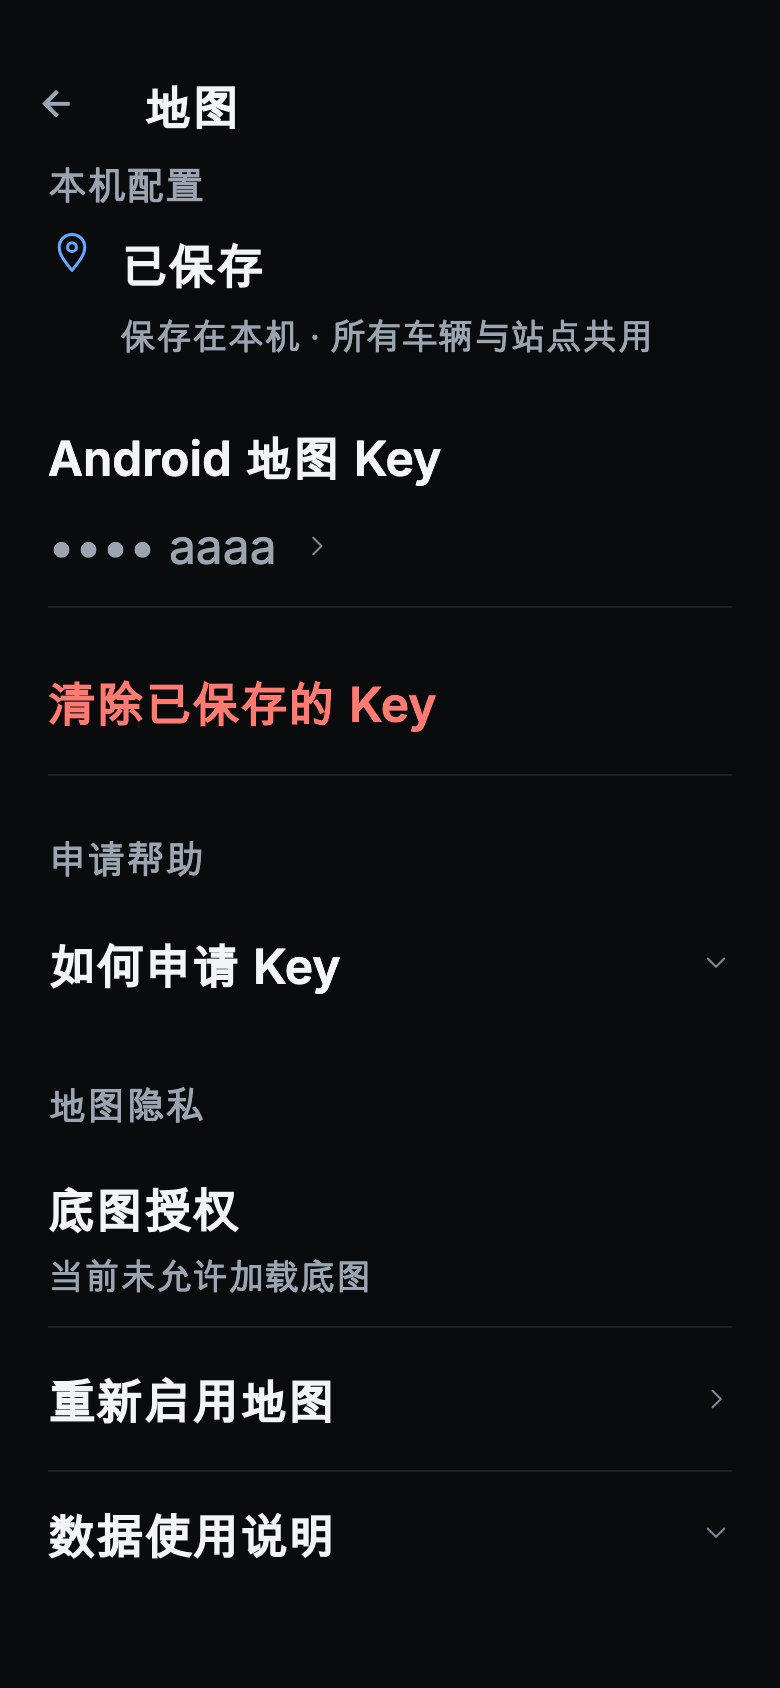 地图
本机配置
已保存
保存在本机 · 所有车辆与站点共用
Android 地图 Key
•••• aaaa
清除已保存的 Key
申请帮助
如何申请 Key
地图隐私
底图授权
当前未允许加载底图
重新启用地图
数据使用说明